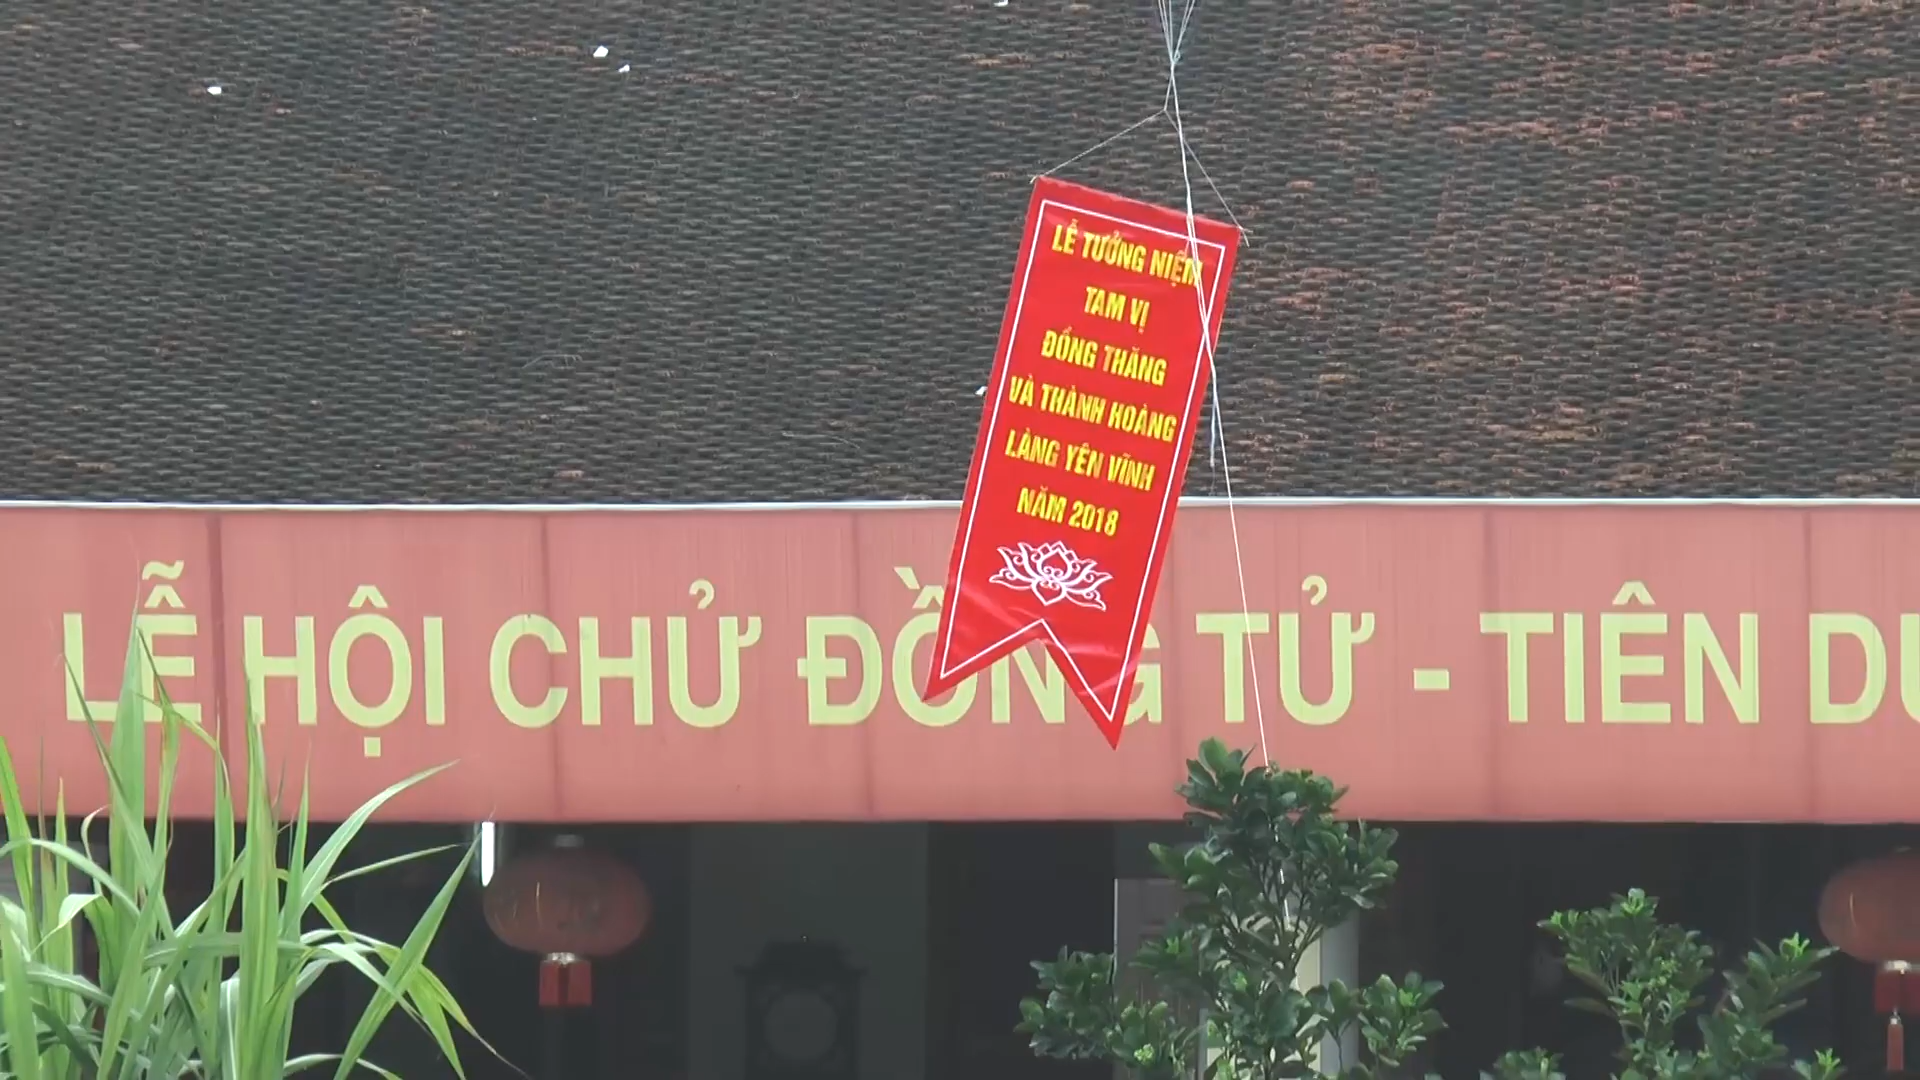 LỄ TƯỞNG NIỆM
TAM VỊ
ĐỒNG THĂNG
VÀ THÀNH HOÀNG
LÀNG YÊN VĨNH
NĂM 2018
LỄ HỘI CHỬ ĐỒNG TỬ - TIÊN